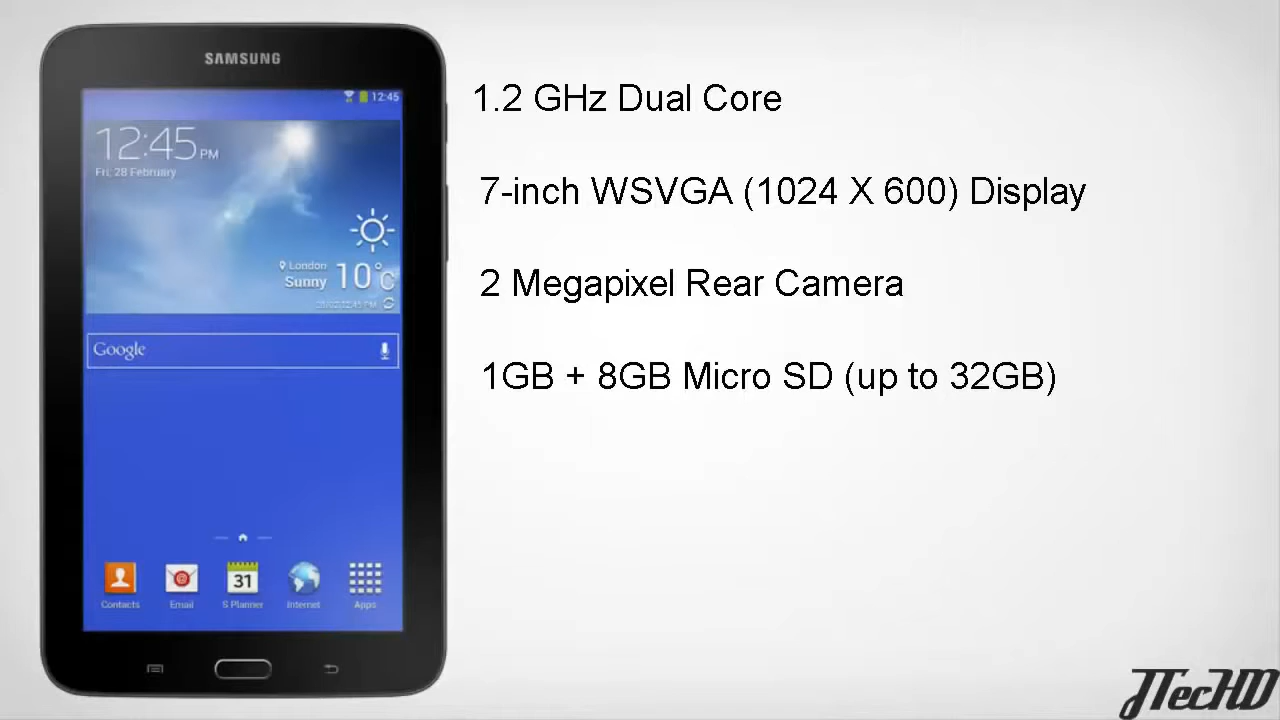 SAMSUNG
12:45
12:45 PM
Fri, 28 February
London
Sunny 10°C
Google
Contacts Email 31 S Planner Internet Apps
1.2 GHz Dual Core
7-inch WSVGA (1024 X 600) Display
2 Megapixel Rear Camera
1GB + 8GB Micro SD (up to 32GB)
JTecHD